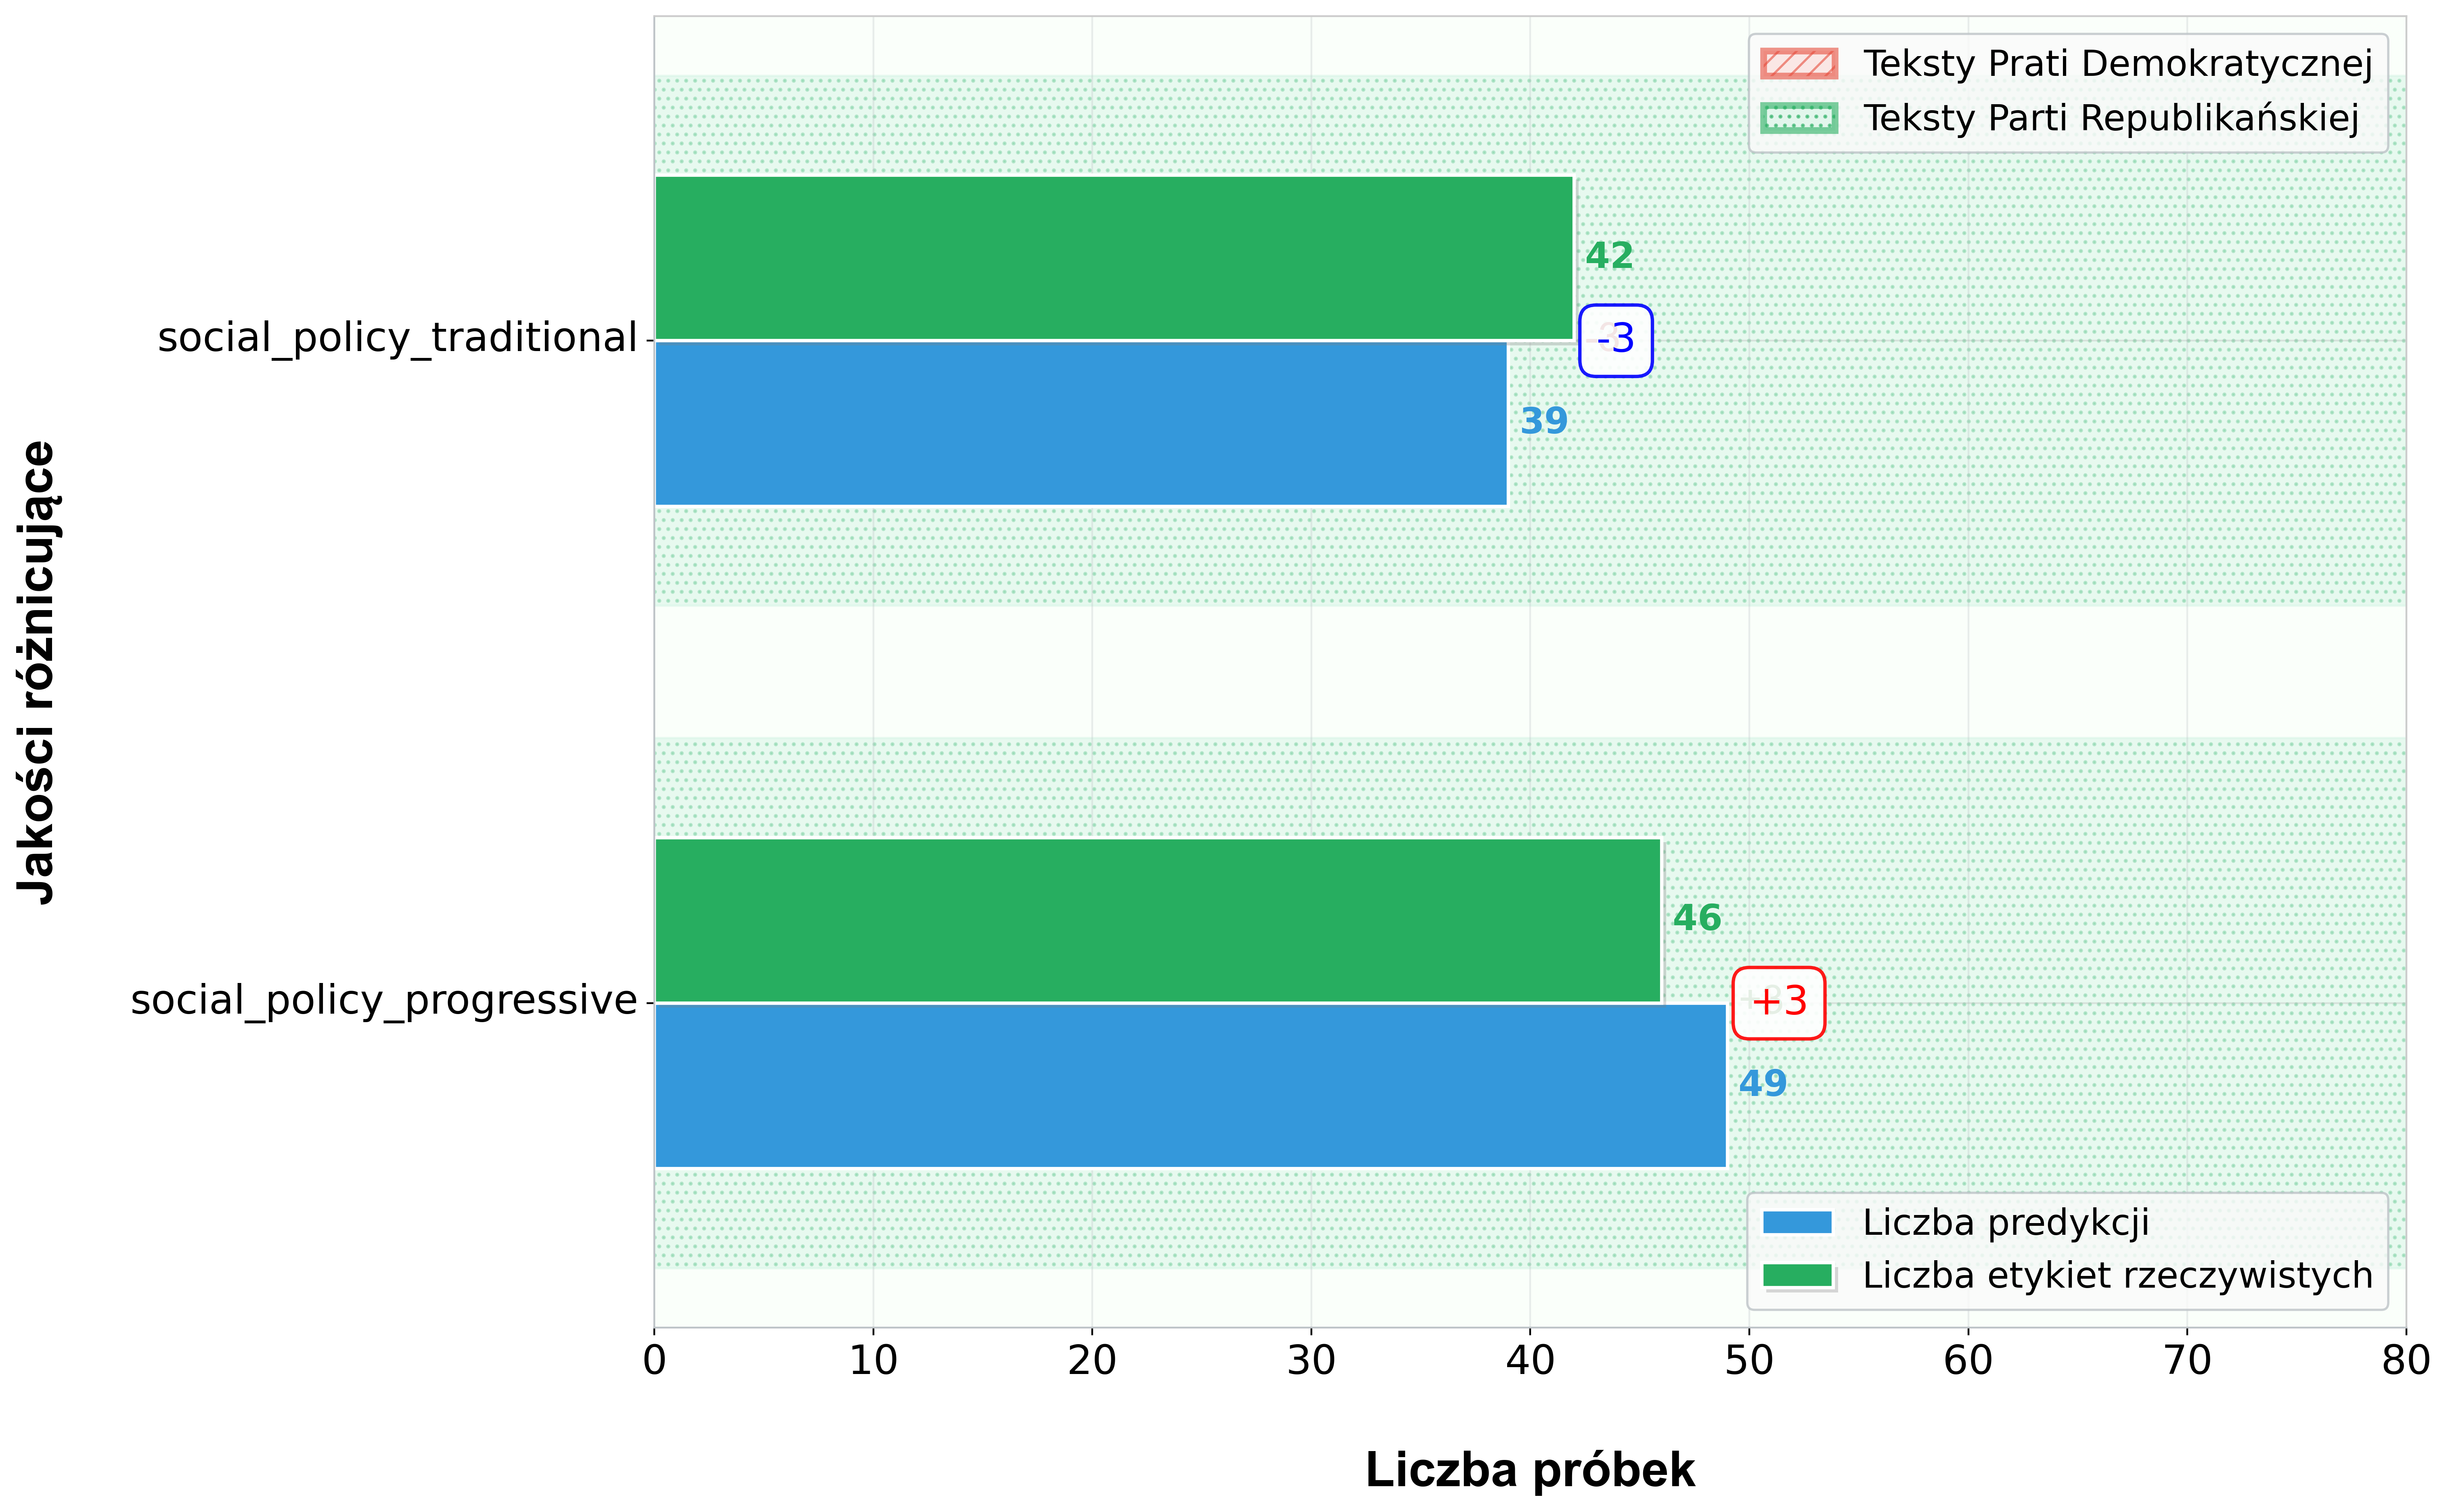 Teksty Prati Demokratycznej
Teksty Parti Republikańskiej
42
social_policy_traditional
-3
39
Jakości różnicujące
46
social_policy_progressive
+3
49
Liczba predykcji
Liczba etykiet rzeczywistych
0 10 20 30 40 50 60 70 80
Liczba próbek